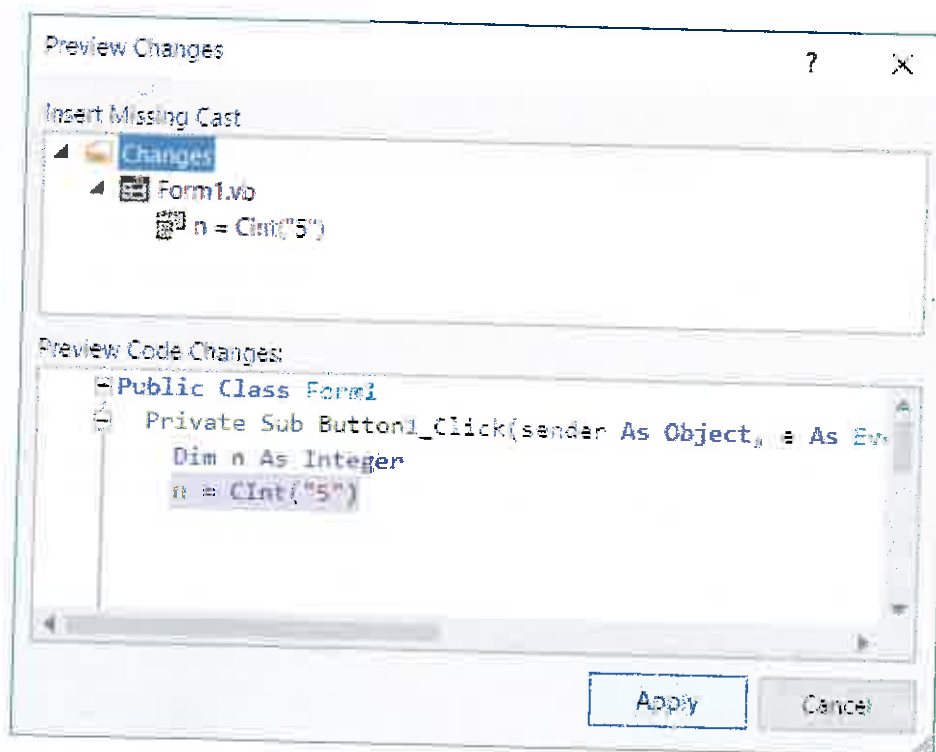 Preview Changes
?
Insert Missing Cast
Changes
Form1.vb
n = CInt("5")
Preview Code Changes:
Public Class Form1
Private Sub Button1_Click(sender As Object, e As Ev
Dim n As Integer
n = CInt("5")
Apply
Cancel